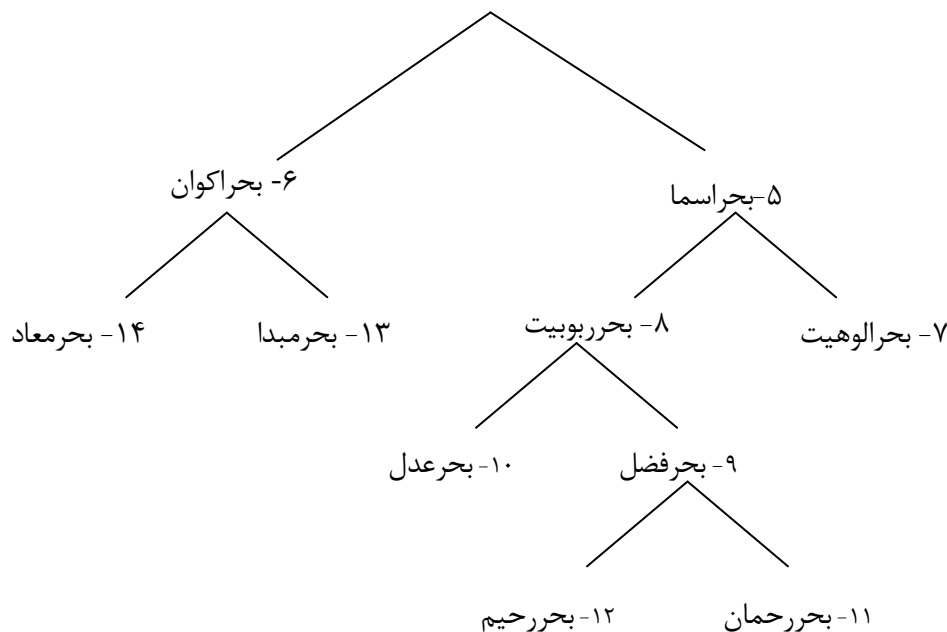 ۵-بحراسما
۶- بحراکوان
۷- بحرالوهیت
۸- بحرربوبیت
۱۳- بحرمبدا
۱۴- بحرمعاد
۹- بحرفضل
۱۰- بحرعدل
۱۱- بحررحمان
۱۲- بحررحیم